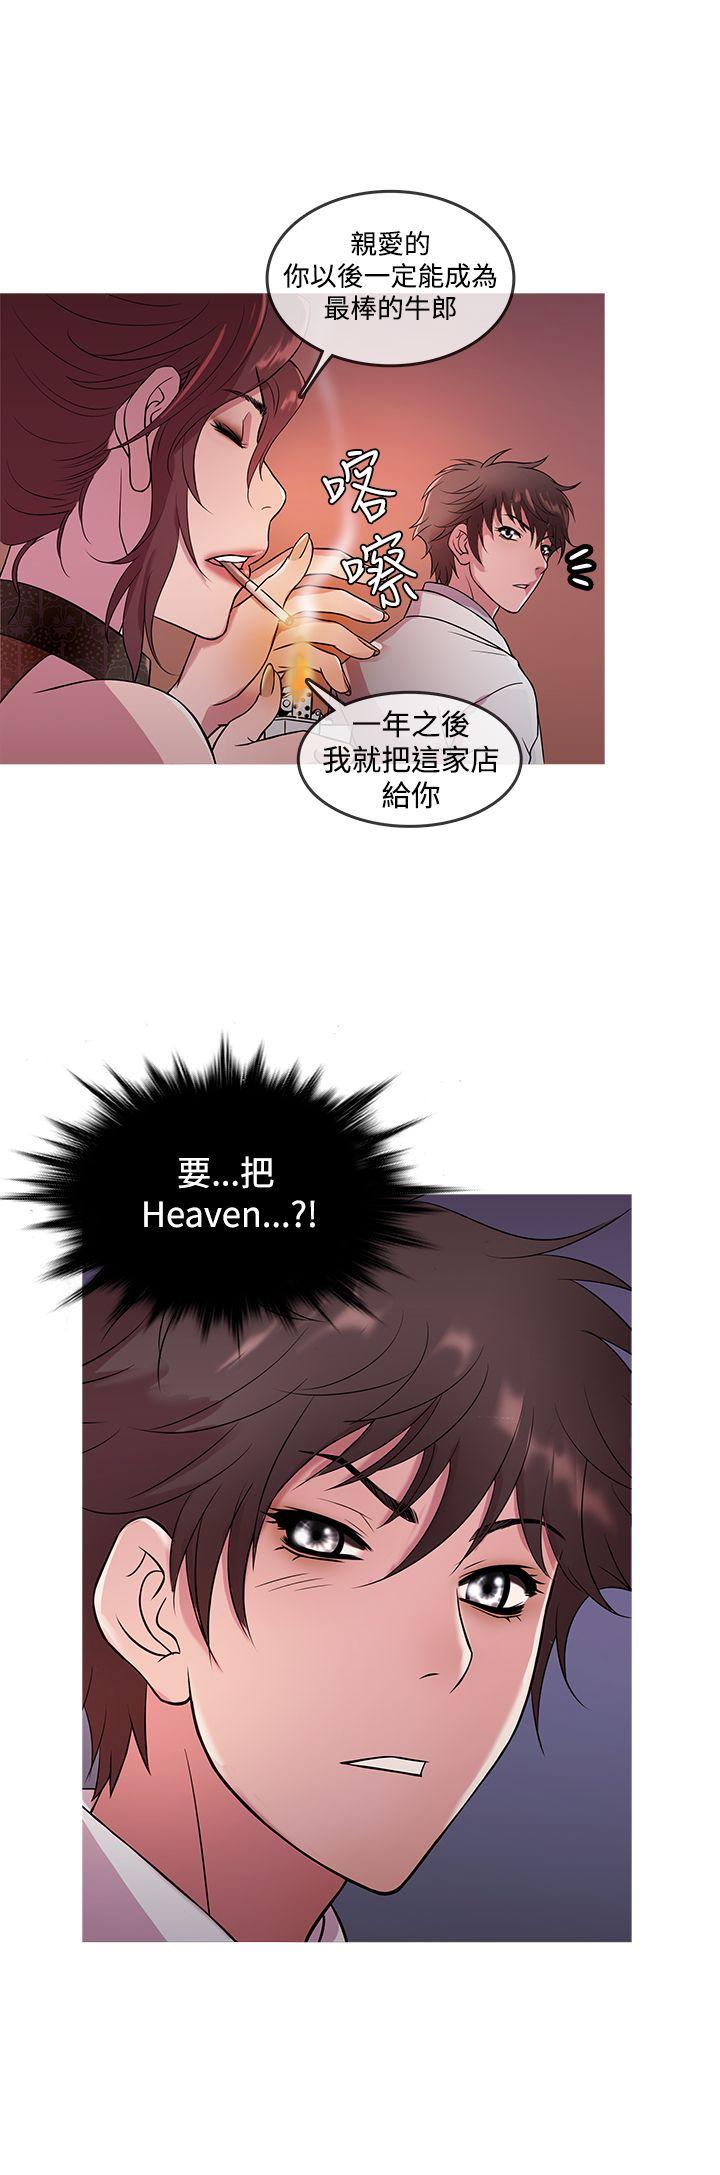 親愛的
你以後一定能成為
最棒的牛郎
喀
嚓
一年之後
我就把這家店
給你
要...把
Heaven...?!